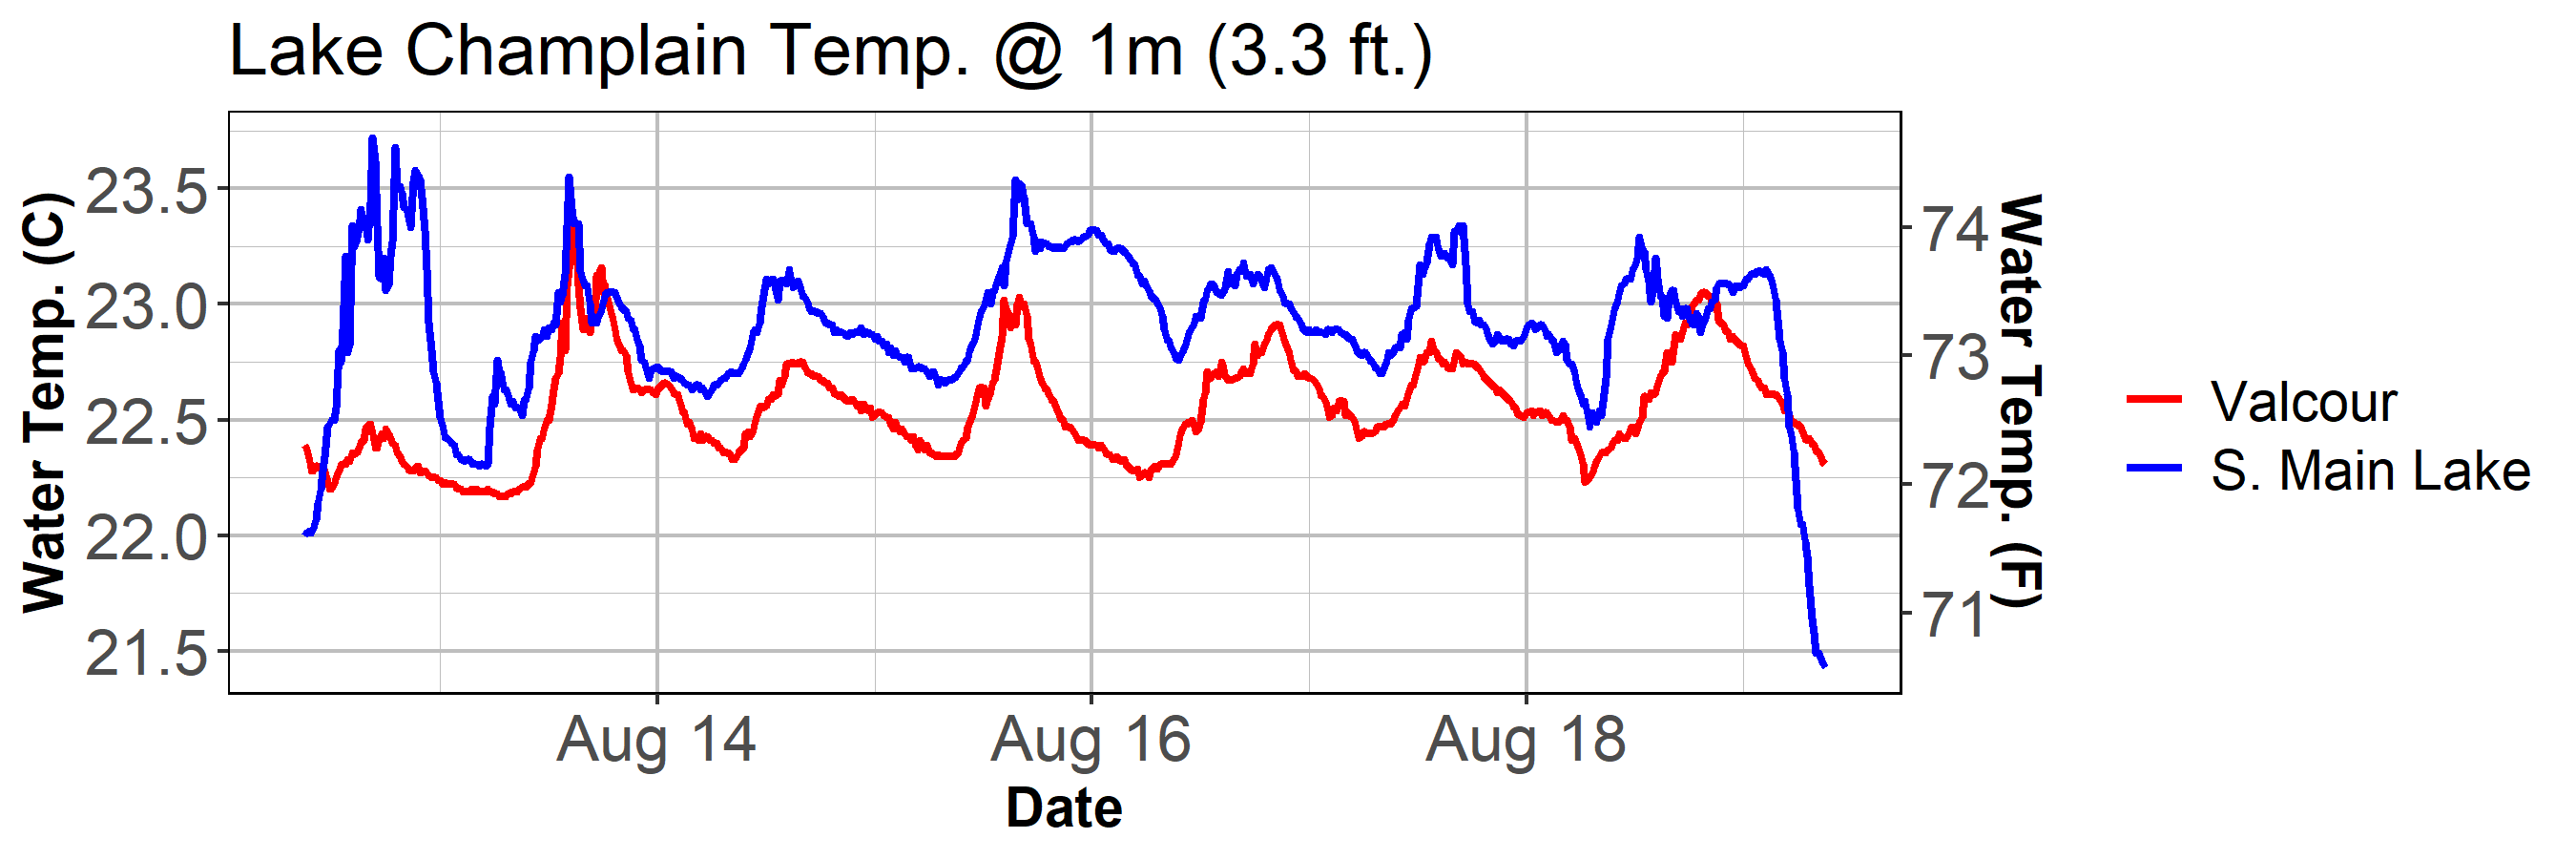 Lake Champlain Temp. @ 1m (3.3 ft.)
Water Temp. (C)
23.5
23.0
22.5
22.0
21.5
74
73
72
71
Water Temp. (F)
Aug 14
Aug 16
Aug 18
Date
Valcour
S. Main Lake